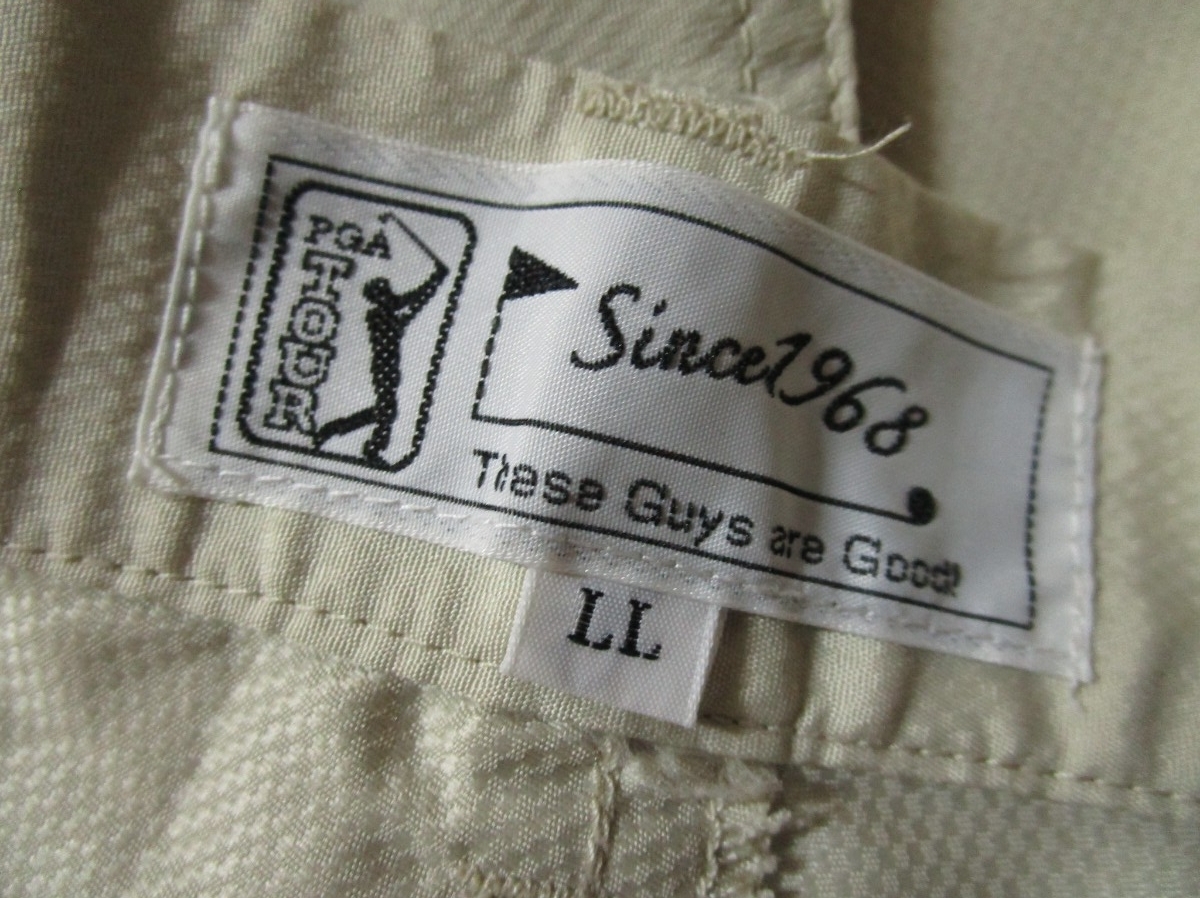 PGA
TOUR
Since1968
These Guys are Good!
LL